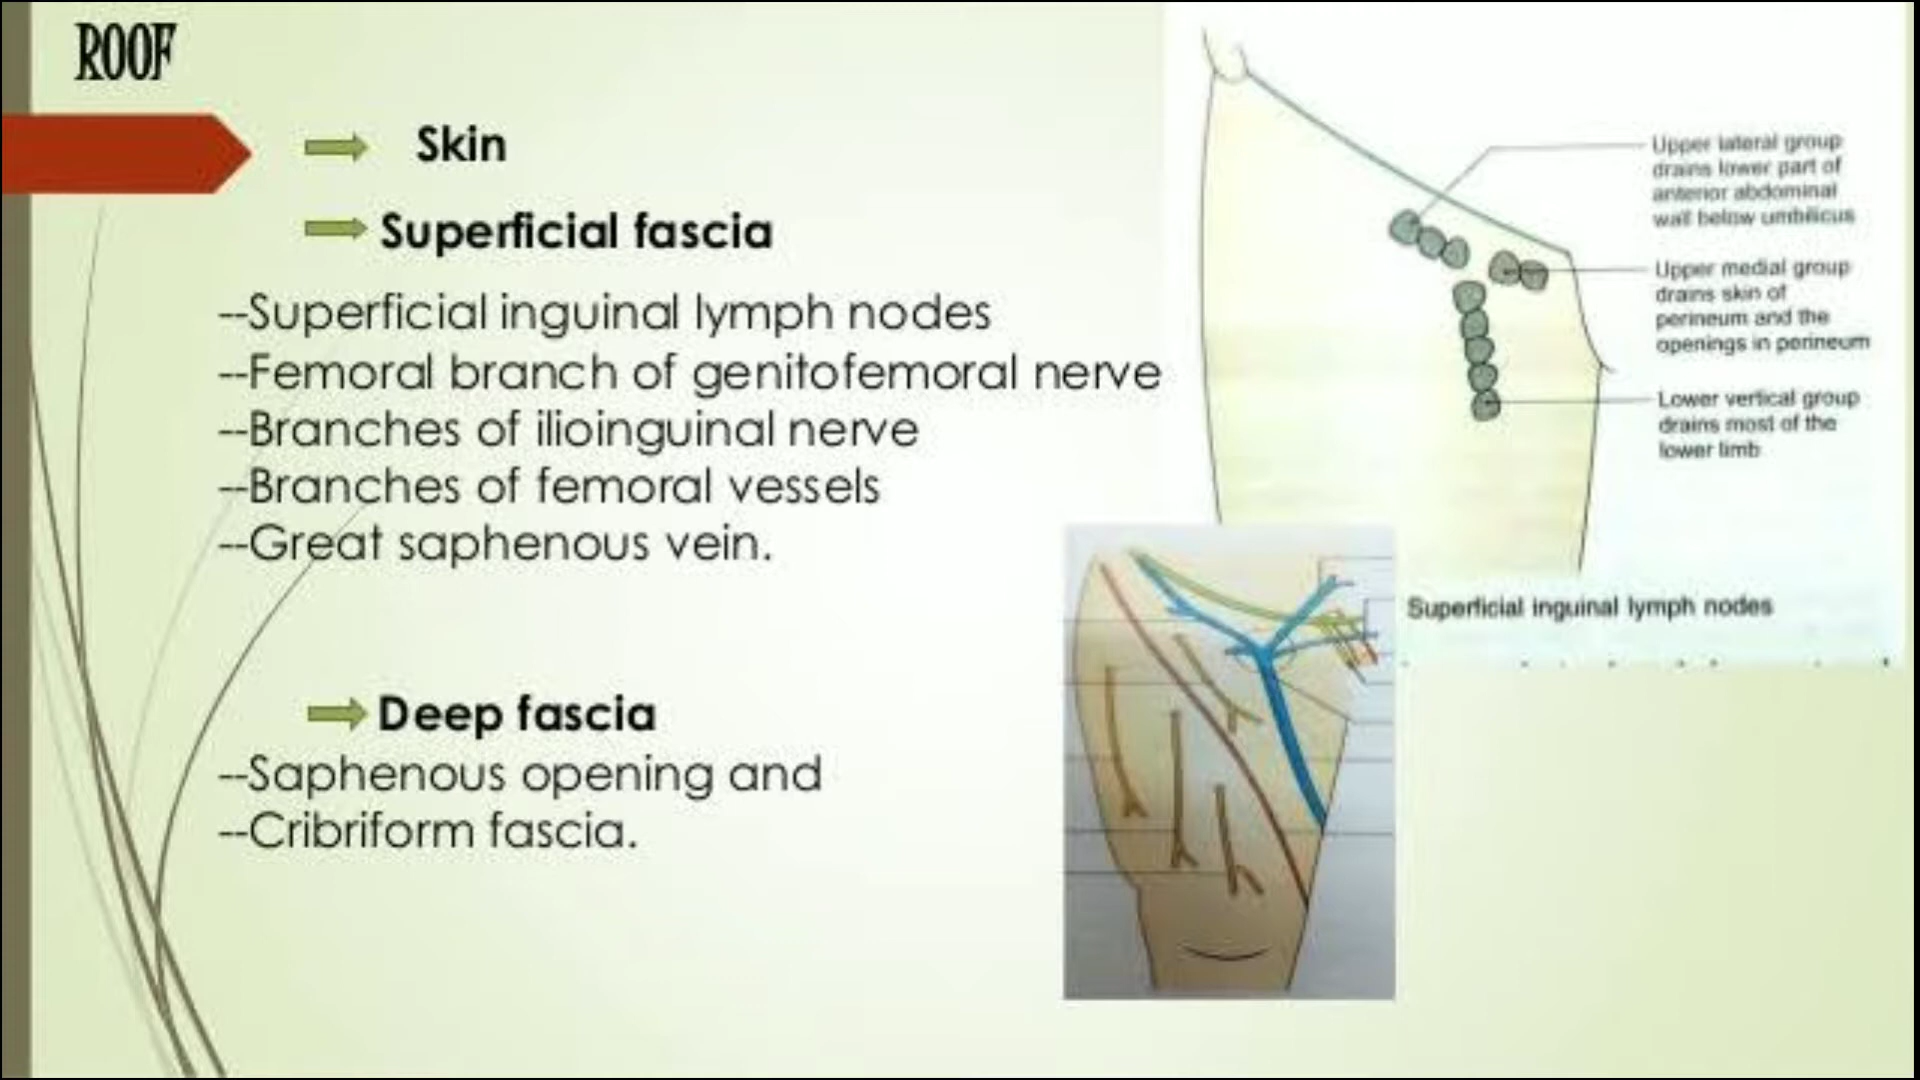 ROOF
Skin
Superficial fascia
--Superficial inguinal lymph nodes
--Femoral branch of genitofemoral nerve
--Branches of ilioinguinal nerve
--Branches of femoral vessels
--Great saphenous vein.
Deep fascia
--Saphenous opening and
--Cribriform fascia.
Upper lateral group
drains lower part of
anterior abdominal
wall below umbilicus
Upper medial group
drains skin of
perineum and the
openings in perineum
Lower vertical group
drains most of the
lower limb
Superficial inguinal lymph nodes